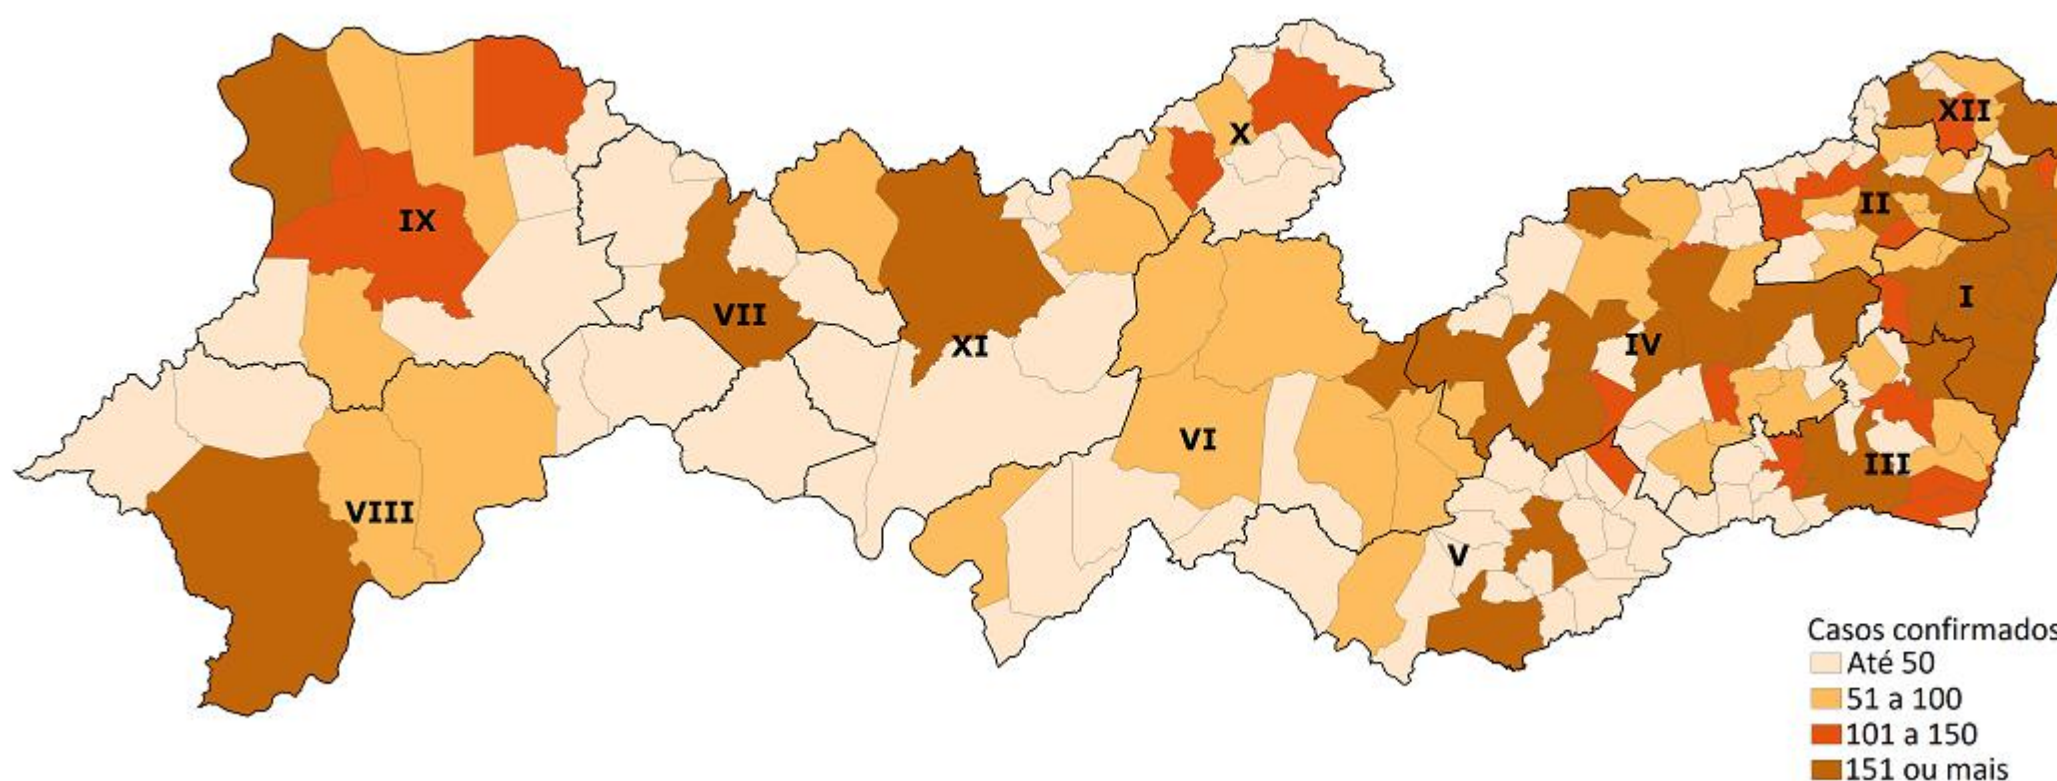 XII
X
II
IX
I
VII
IV
XI
VI
III
VIII
V
Casos confirmados
Até 50
51 a 100
101 a 150
151 ou mais